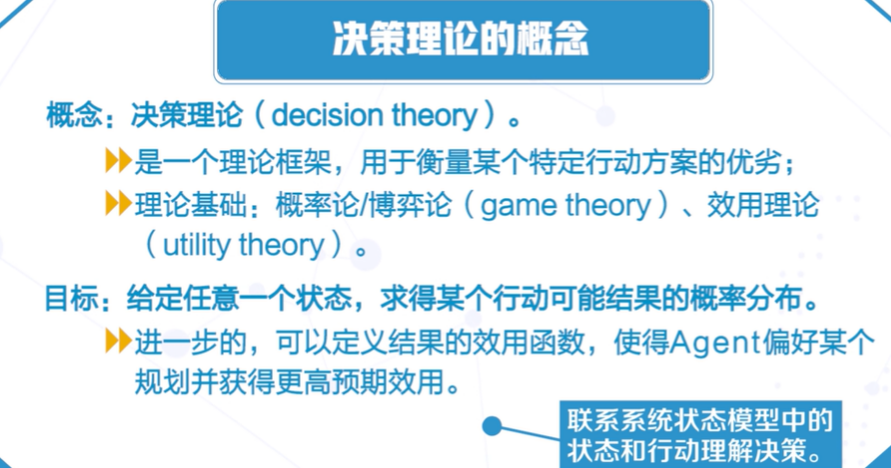 决策理论的概念
概念：决策理论（decision theory）。
是一个理论框架，用于衡量某个特定行动方案的优劣；
理论基础：概率论/博弈论（game theory）、效用理论
（utility theory）。
目标：给定任意一个状态，求得某个行动可能结果的概率分布。
进一步的，可以定义结果的效用函数，使得Agent偏好某个
规划并获得更高预期效用。
联系系统状态模型中的
状态和行动理解决策。